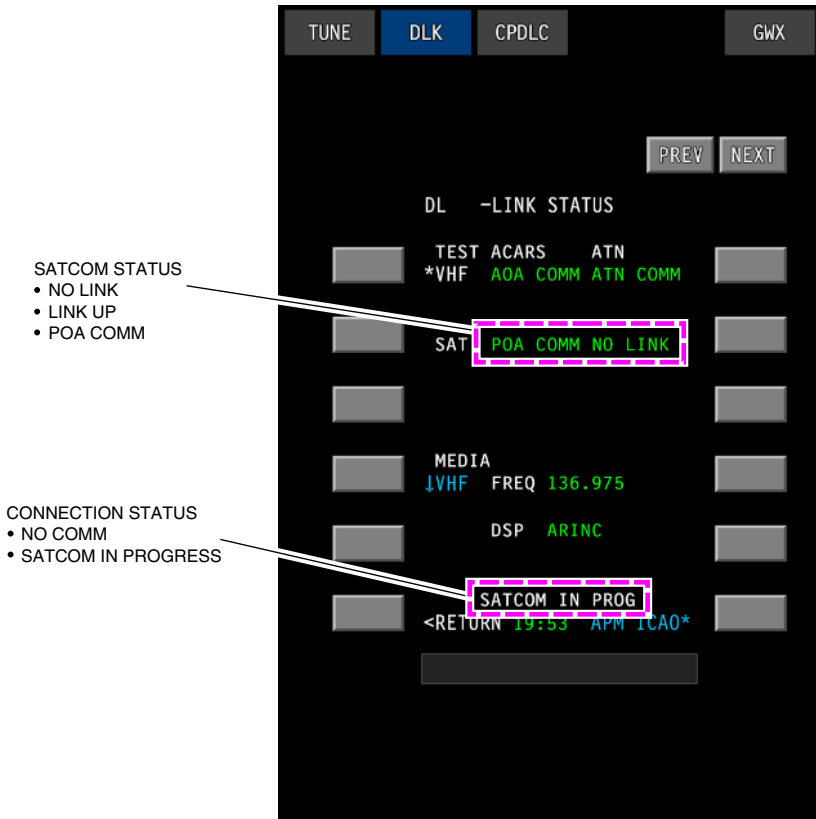 TUNE DLK CPDLC GWX
PREV NEXT
DL -LINK STATUS
TEST ACARS ATN
*VHF AOA COMM ATN COMM
SATCOM STATUS
• NO LINK
• LINK UP
• POA COMM
SAT POA COMM NO LINK
MEDIA
↓VHF FREQ 136.975
CONNECTION STATUS
• NO COMM
• SATCOM IN PROGRESS
DSP ARINC
SATCOM IN PROG
<RETURN 19:53 APM ICAO*